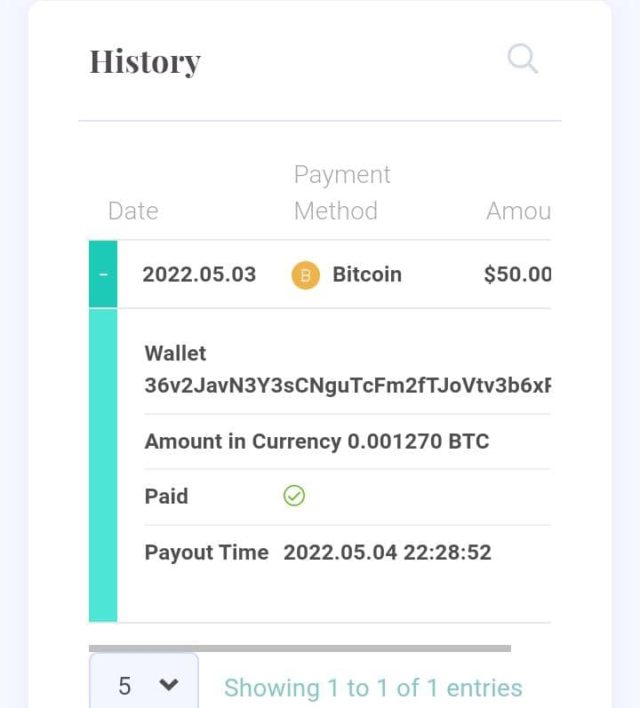 History
Payment
Date Method Amou
- 2022.05.03 Bitcoin $50.00
Wallet
36v2JavN3Y3sCNguTcFm2fTJoVtv3b6xF
Amount in Currency 0.001270 BTC
Paid
Payout Time 2022.05.04 22:28:52
5 Showing 1 to 1 of 1 entries